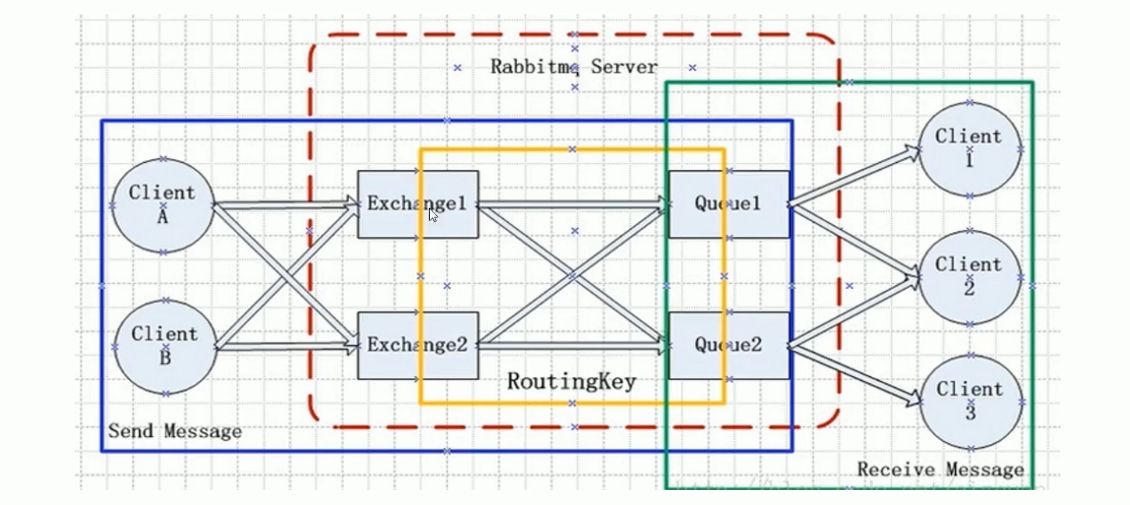 Rabbitmq Server
Client
A
Client
B
Exchange1
Exchange2
RoutingKey
Queue1
Queue2
Client
1
Client
2
Client
3
Send Message
Receive Message